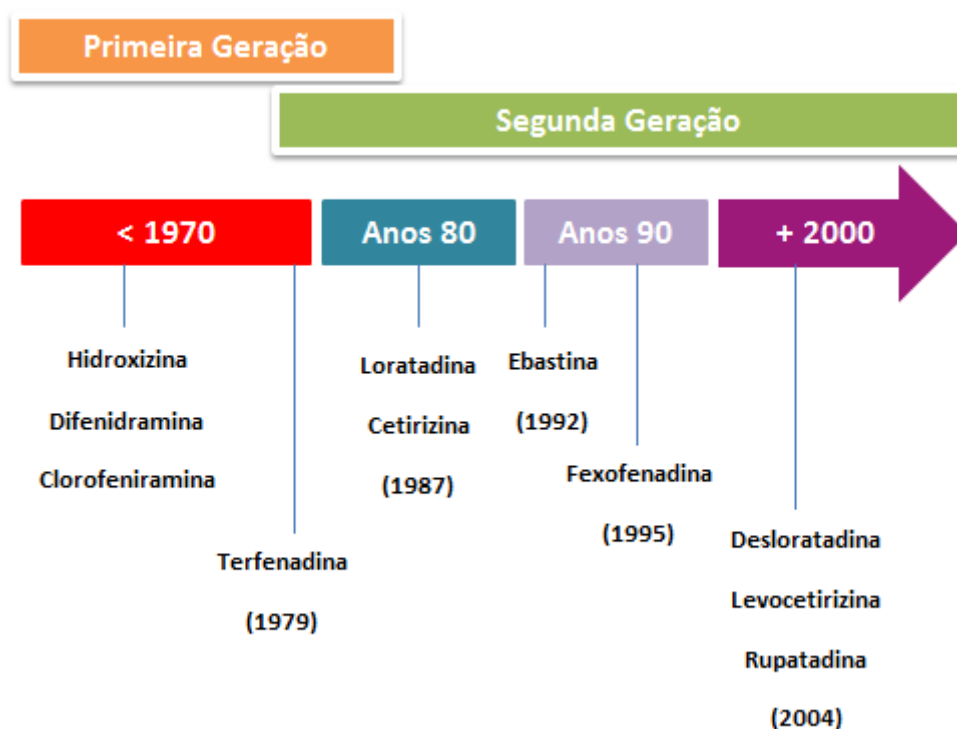 Primeira Geração
Segunda Geração
< 1970
Anos 80
Anos 90
+ 2000
Hidroxizina
Difenidramina
Clorofeniramina
Terfenadina
(1979)
Loratadina
Cetirizina
(1987)
Ebastina
(1992)
Fexofenadina
(1995)
Desloratadina
Levocetirizina
Rupatadina
(2004)